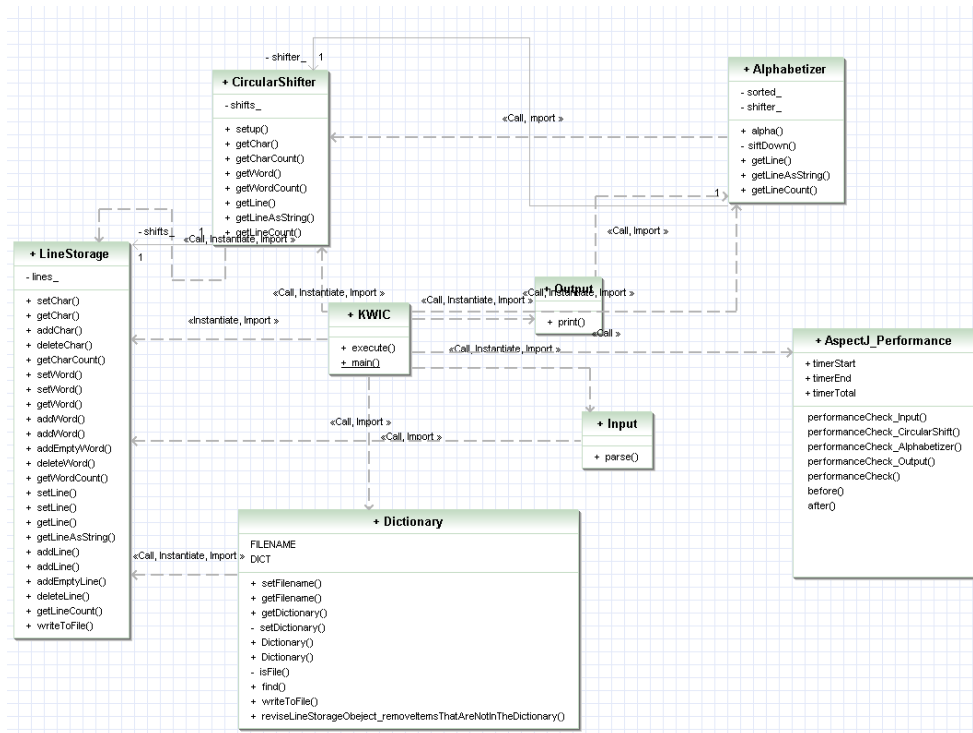 - shifter_ 1
+ CircularShifter
- shifts_
+ setup()
+ getChar()
+ getCharCount()
+ getWord()
+ getWordCount()
+ getLine()
+ getLineAsString()
+ getLineCount()
+ Alphabetizer
- sorted_
- shifter_
+ alpha()
- siftDown()
+ getLine()
+ getLineAsString()
+ getLineCount()
«Call, Import »
1
«Call, Import »
- shifts_ 1
«Call, Instantiate, Import »
1
+ LineStorage
- lines_
+ setChar()
+ getChar()
+ addChar()
+ deleteChar()
+ getCharCount()
+ setWord()
+ setWord()
+ getWord()
+ addWord()
+ addWord()
+ addEmptyWord()
+ deleteWord()
+ getWordCount()
+ setLine()
+ setLine()
+ getLine()
+ getLineAsString()
+ addLine()
+ addLine()
+ addEmptyLine()
+ deleteLine()
+ getLineCount()
+ writeToFile()
«Call, Instantiate, Import »
«Call, Instantiate, Import »
«Call, Instantiate, Import »
+ Output
+ print()
«Instantiate, Import »
+ KWIC
+ execute()
+ main()
«Call »
«Call, Instantiate, Import »
+ AspectJ_Performance
+ timerStart
+ timerEnd
+ timerTotal
performanceCheck_Input()
performanceCheck_CircularShift()
performanceCheck_Alphabetizer()
performanceCheck_Output()
performanceCheck()
before()
after()
+ Input
+ parse()
«Call, Import »
«Call, Import »
+ Dictionary
FILENAME
DICT
+ setFilename()
+ getFilename()
+ getDictionary()
- setDictionary()
+ Dictionary()
+ Dictionary()
- isFile()
+ find()
+ writeToFile()
+ reviseLineStorageObeject_removeItemsThatAreNotInTheDictionary()
«Call, Instantiate, Import »